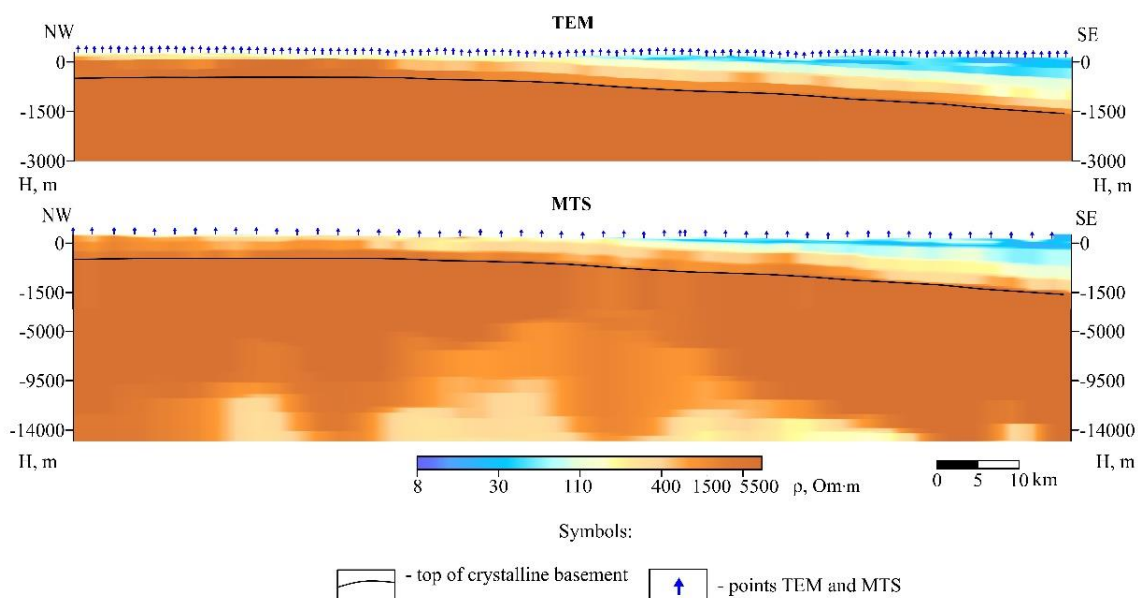 TEM
NW SE
0 0
-1500 -1500
-3000 -3000
H, m H, m
MTS
NW SE
0 0
-1500 -1500
-5000 -5000
-9500 -9500
-14000 -14000
H, m H, m
8 30 110 400 1500 5500 ρ, Om·m
0 5 10 km
Symbols:
- top of crystalline basement - points TEM and MTS